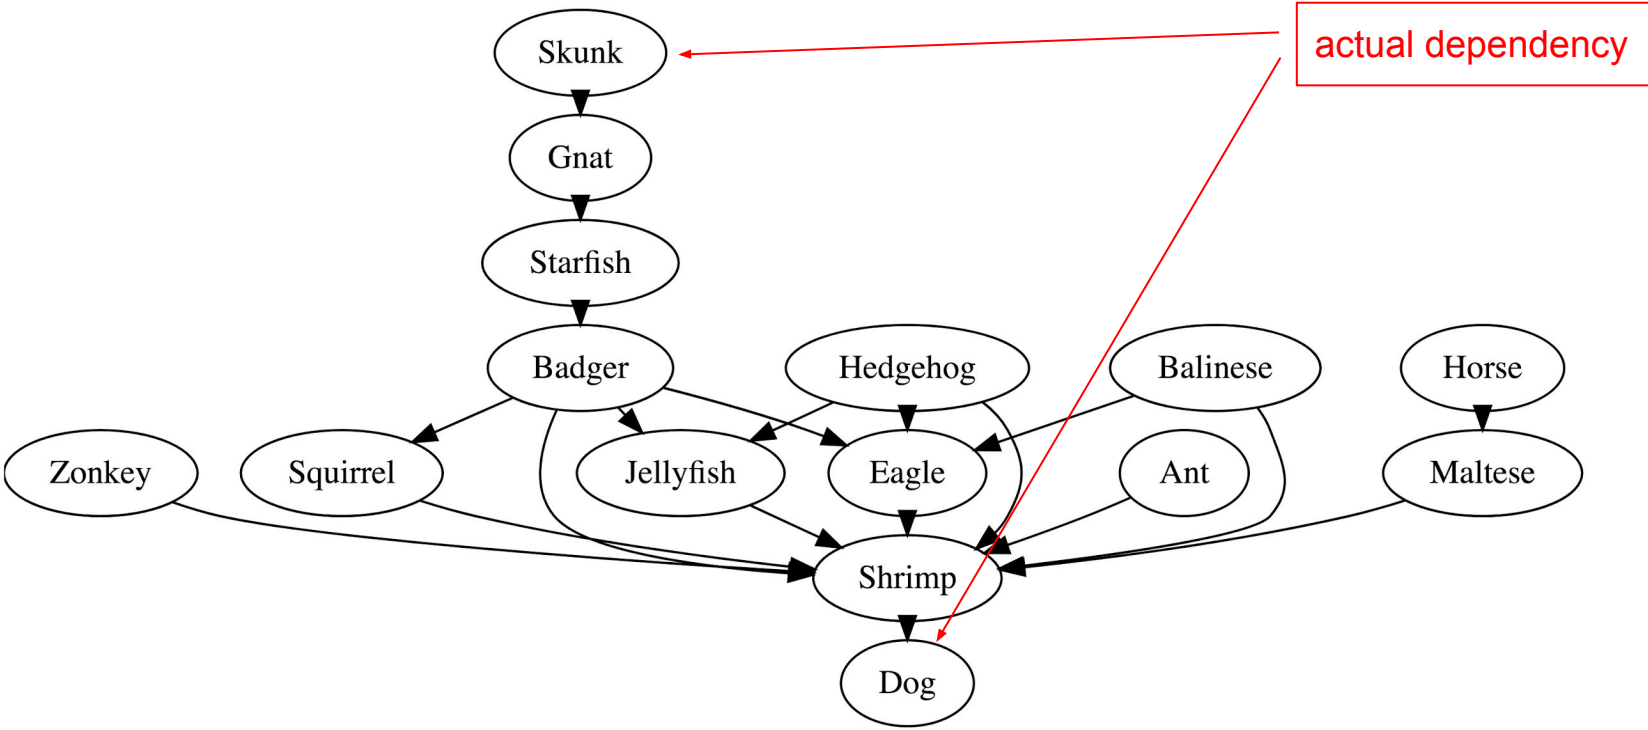 Skunk
actual dependency
Gnat
Starfish
Badger
Hedgehog
Balinese
Horse
Zonkey
Squirrel
Jellyfish
Eagle
Ant
Maltese
Shrimp
Dog